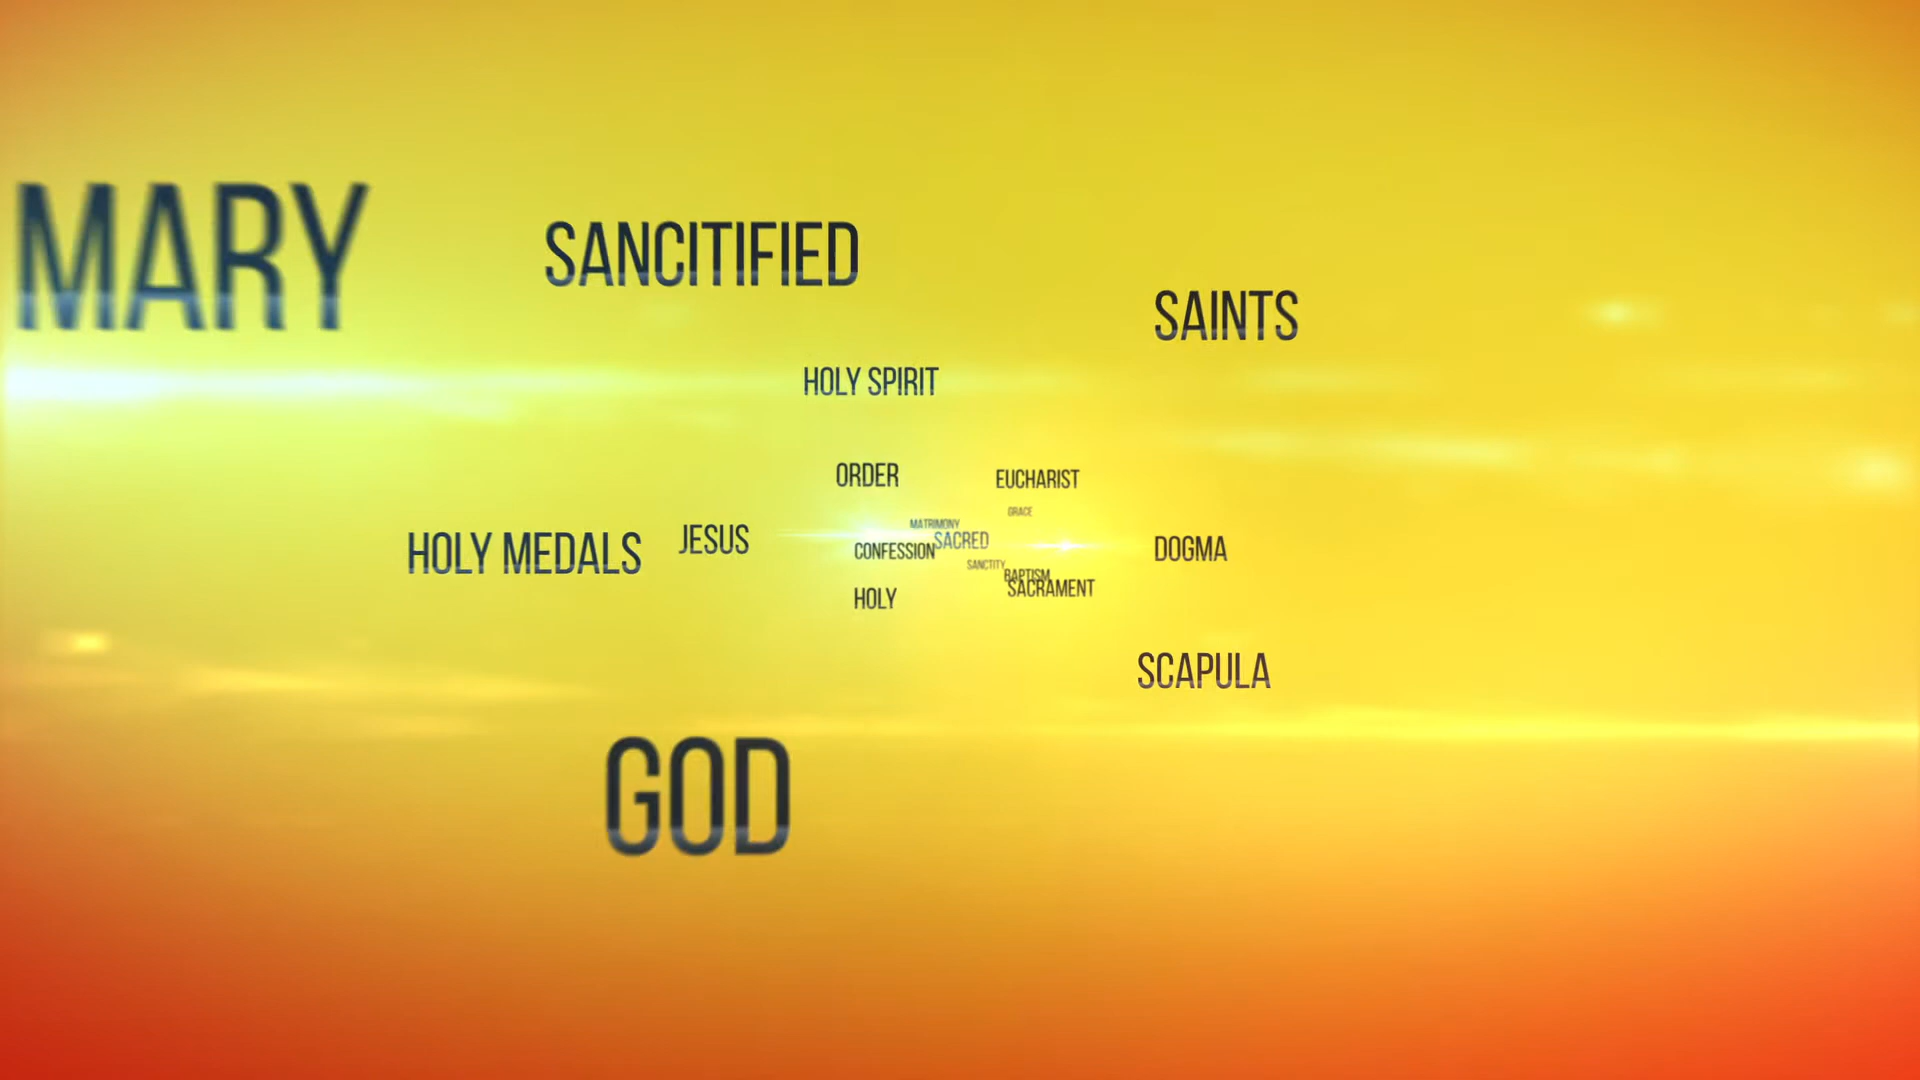 MARY
SANCITIFIED
SAINTS
HOLY SPIRIT
ORDER
EUCHARIST
GRACE
MATRIMONY
SACRED
JESUS
HOLY MEDALS
CONFESSION
DOGMA
SANCTITY
BAPTISM
SACRAMENT
HOLY
SCAPULA
GOD